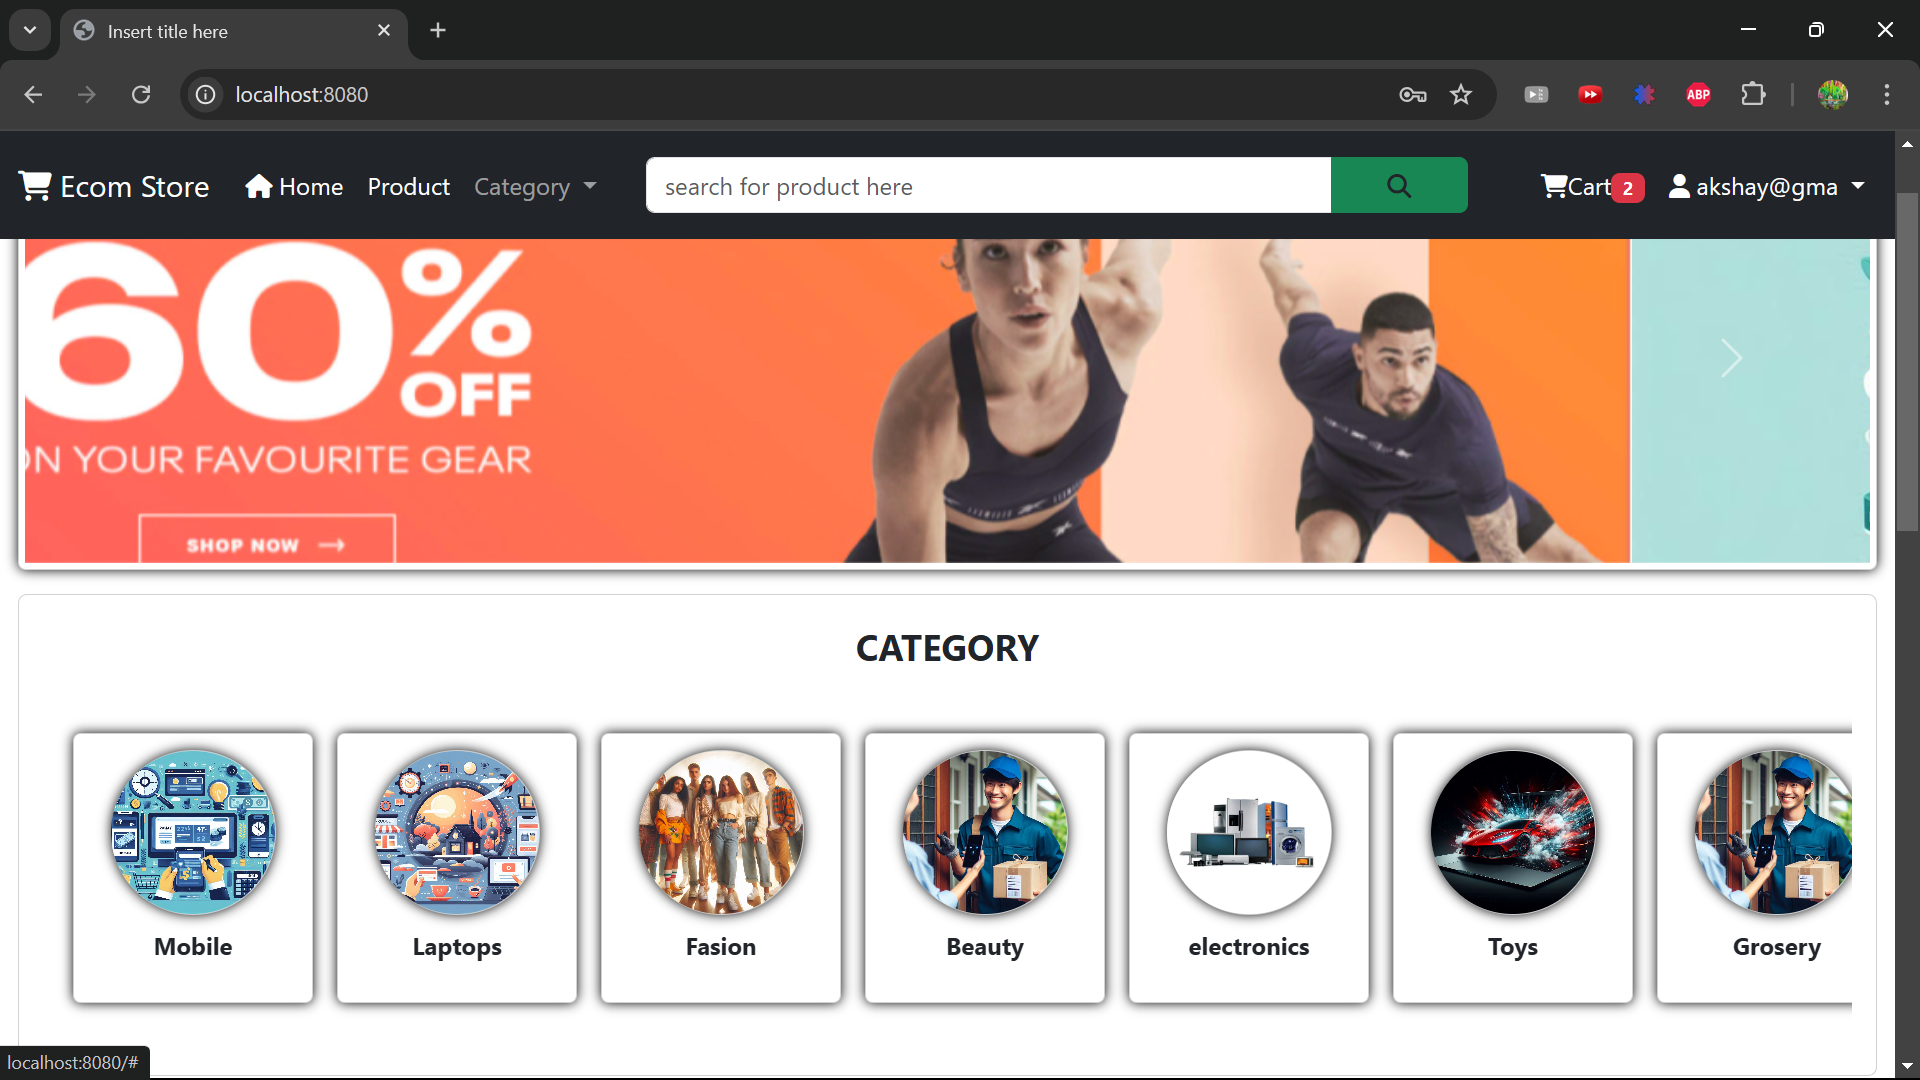 Insert title here
localhost:8080
ABP
Ecom Store
Home
Product
Category
search for product here
Cart 2
akshay@gma
60% OFF
ON YOUR FAVOURITE GEAR
SHOP NOW
CATEGORY
Mobile
Laptops
Fasion
Beauty
electronics
Toys
Grosery
localhost:8080/#